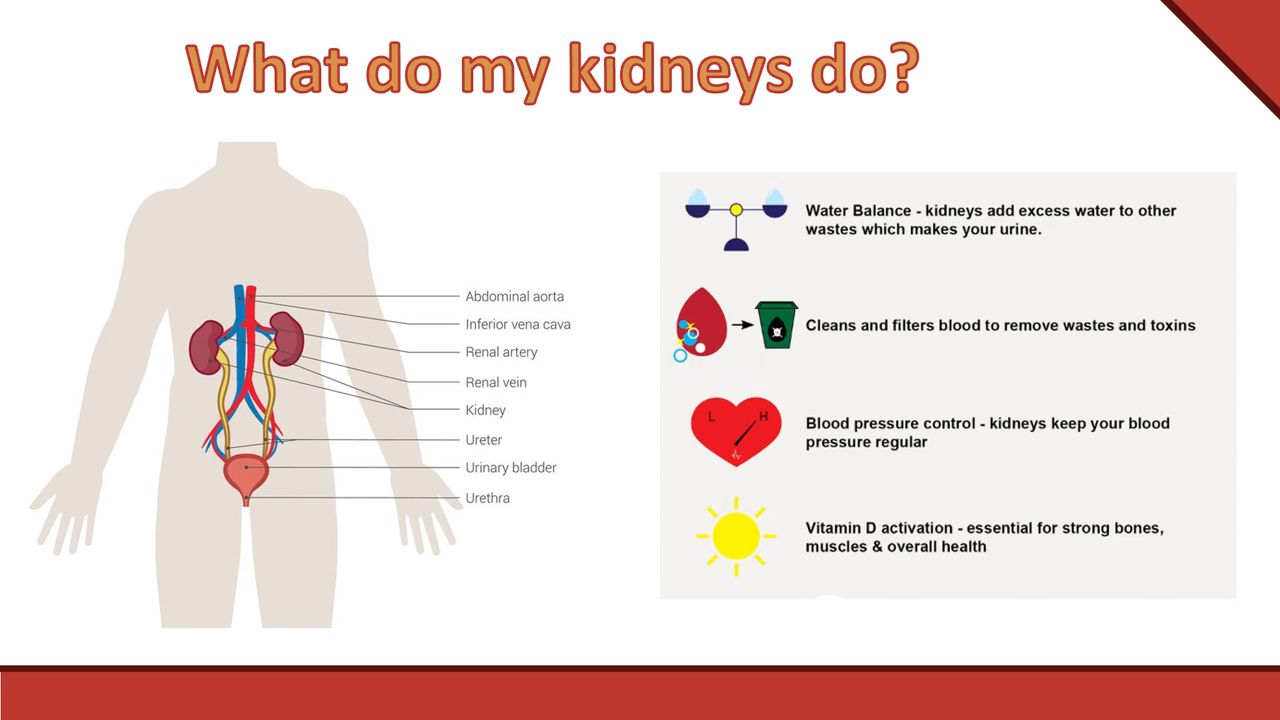 What do my kidneys do?
Abdominal aorta
Inferior vena cava
Renal artery
Renal vein
Kidney
Ureter
Urinary bladder
Urethra
Water Balance - kidneys add excess water to other
wastes which makes your urine.
Cleans and filters blood to remove wastes and toxins
L H
Blood pressure control - kidneys keep your blood
pressure regular
Vitamin D activation - essential for strong bones,
muscles & overall health